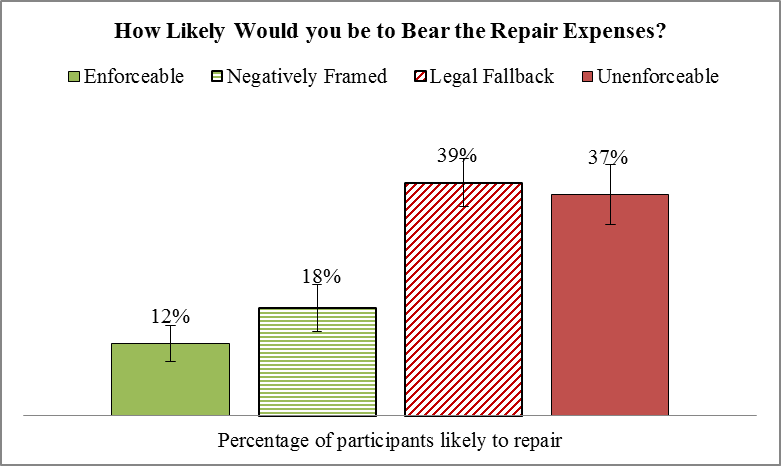 How Likely Would you be to Bear the Repair Expenses?
Enforceable Negatively Framed Legal Fallback Unenforceable
39% 37%
18%
12%
Percentage of participants likely to repair